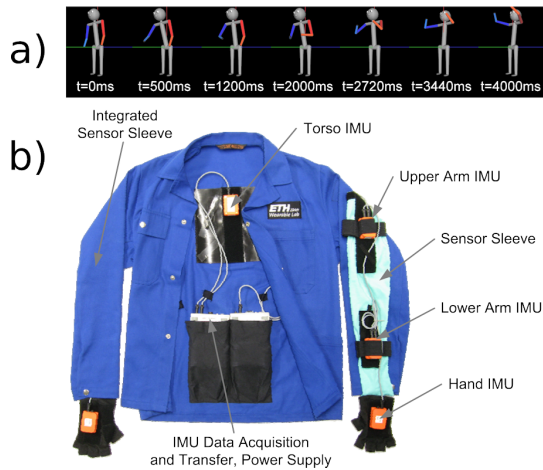 a)
t=0ms t=500ms t=1200ms t=2000ms t=2720ms t=3440ms t=4000ms
Integrated
Sensor Sleeve
Torso IMU
b)
Upper Arm IMU
ETH
Wearable Lab
Sensor Sleeve
Lower Arm IMU
Hand IMU
IMU Data Acquisition
and Transfer, Power Supply